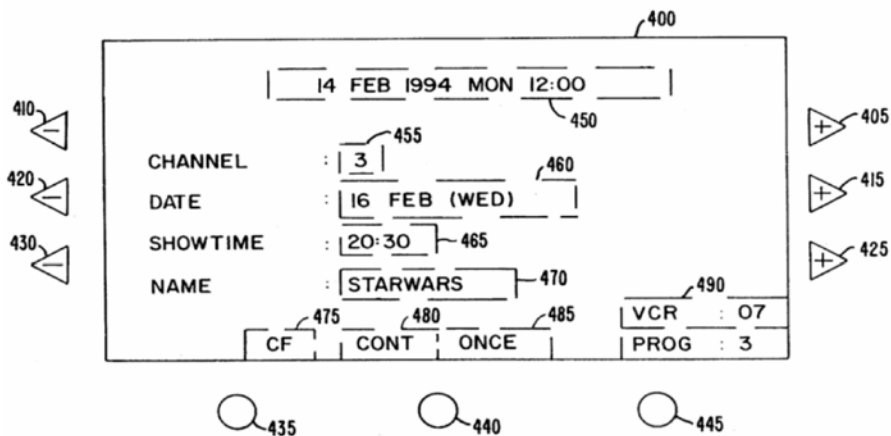 400
14 FEB 1994 MON 12:00
450
410
405
455
CHANNEL : 3
460
420
415
DATE : 16 FEB (WED)
430
425
SHOWTIME : 20:30
465
NAME : STARWARS
470
490
475
480
485
VCR : 07
CF CONT ONCE
PROG : 3
435
440
445